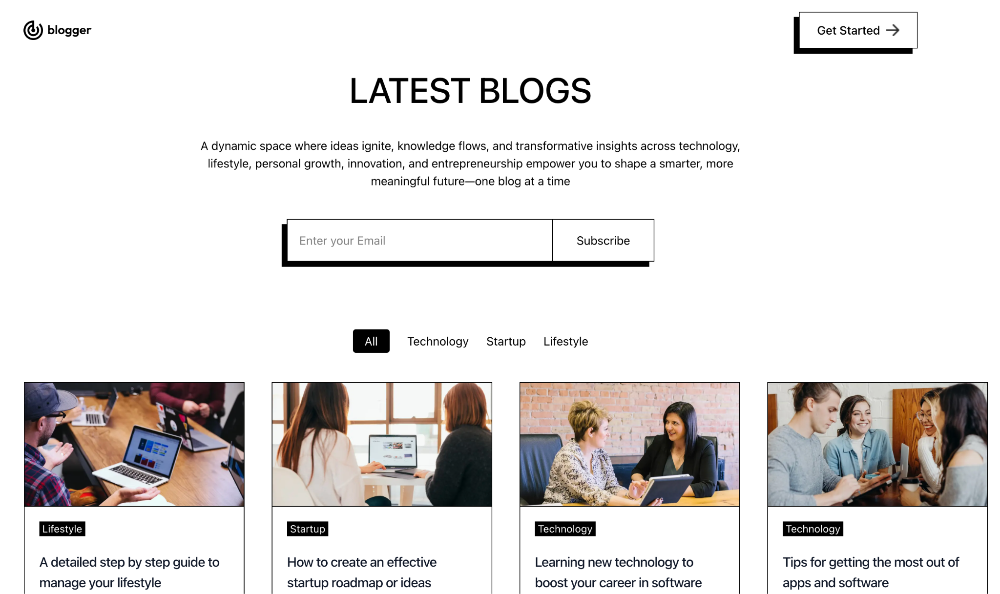 blogger
Get Started
LATEST BLOGS
A dynamic space where ideas ignite, knowledge flows, and transformative insights across technology,
lifestyle, personal growth, innovation, and entrepreneurship empower you to shape a smarter, more
meaningful future—one blog at a time
Enter your Email
Subscribe
All
Technology
Startup
Lifestyle
Lifestyle
A detailed step by step guide to
manage your lifestyle
Startup
How to create an effective
startup roadmap or ideas
Technology
Learning new technology to
boost your career in software
Technology
Tips for getting the most out of
apps and software